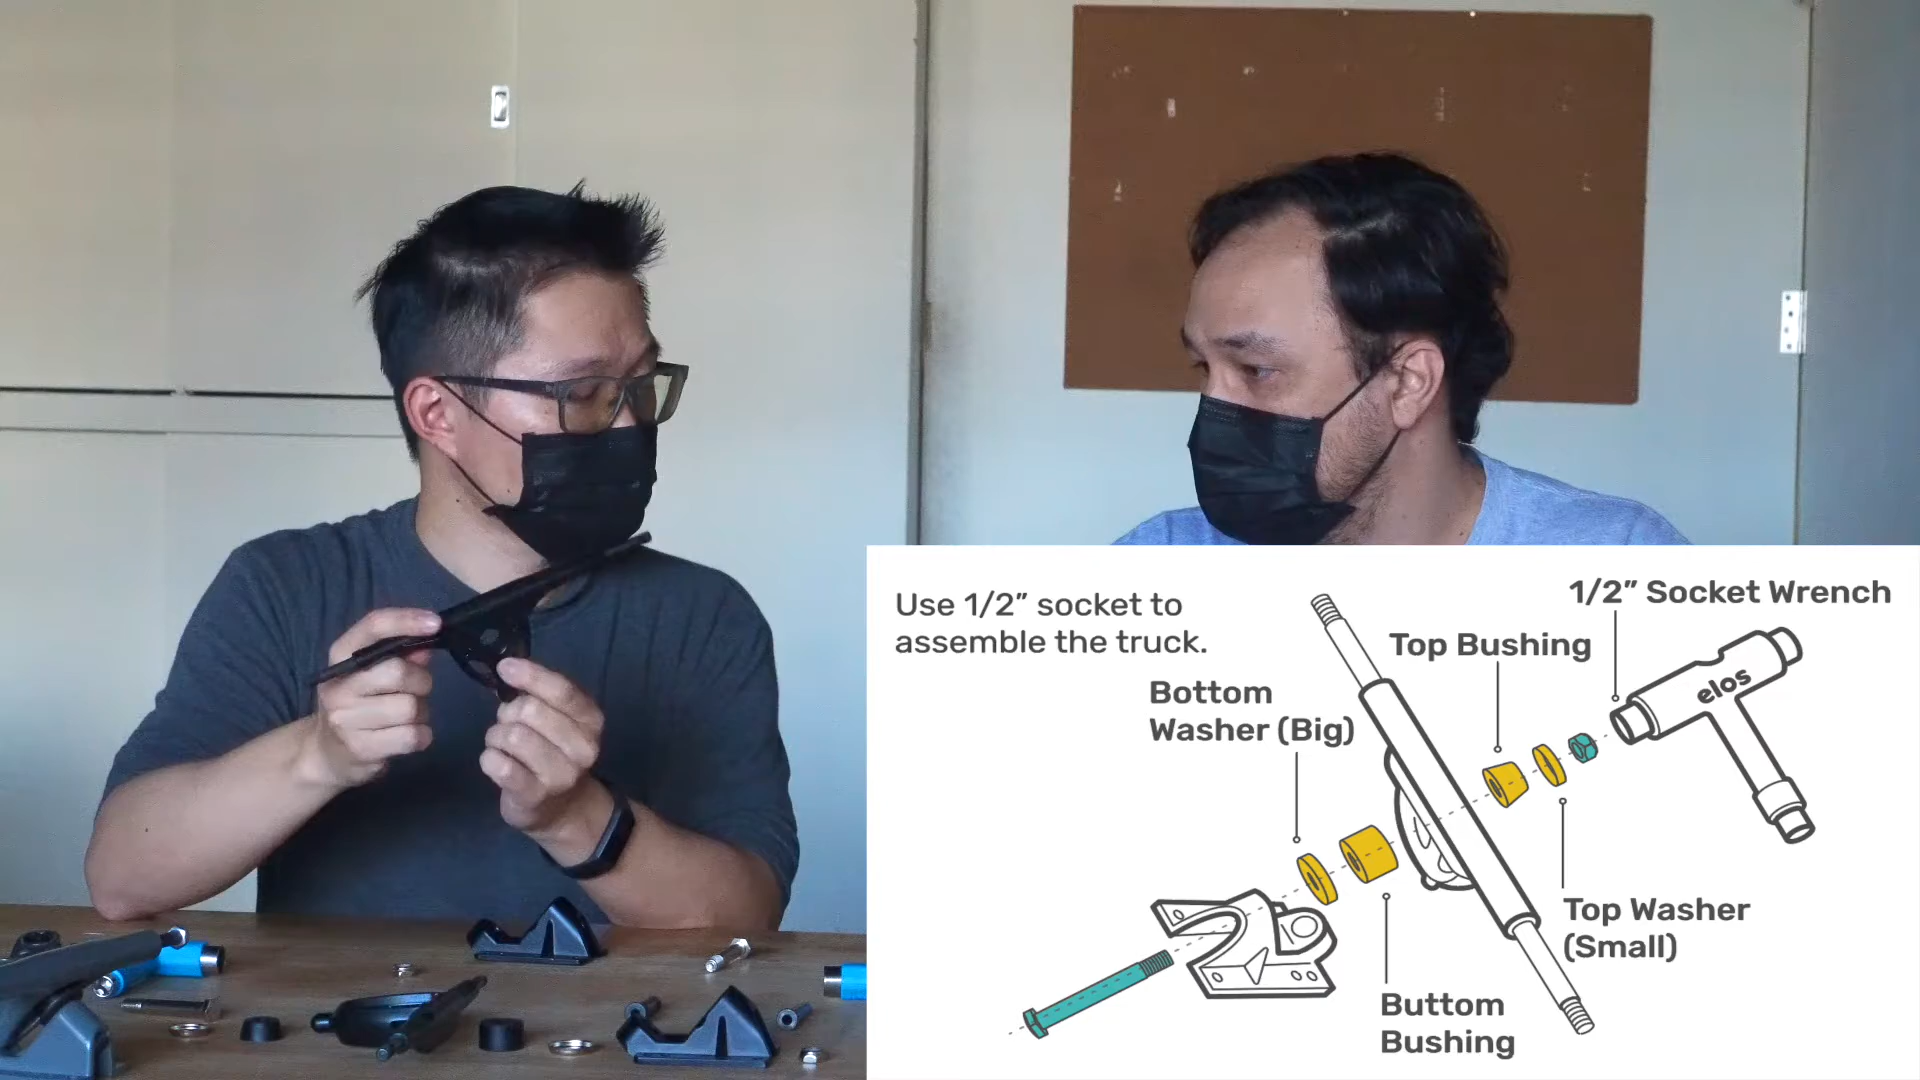 Use 1/2” socket to
assemble the truck.
1/2” Socket Wrench
Top Bushing
elos
Bottom
Washer (Big)
Top Washer
(Small)
Buttom
Bushing